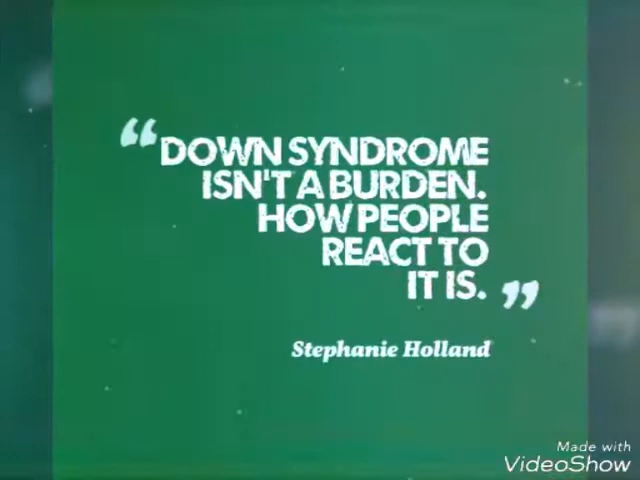 “DOWN SYNDROME
ISN'T A BURDEN.
HOW PEOPLE
REACT TO
IT IS.”
Stephanie Holland
Made with
VideoShow